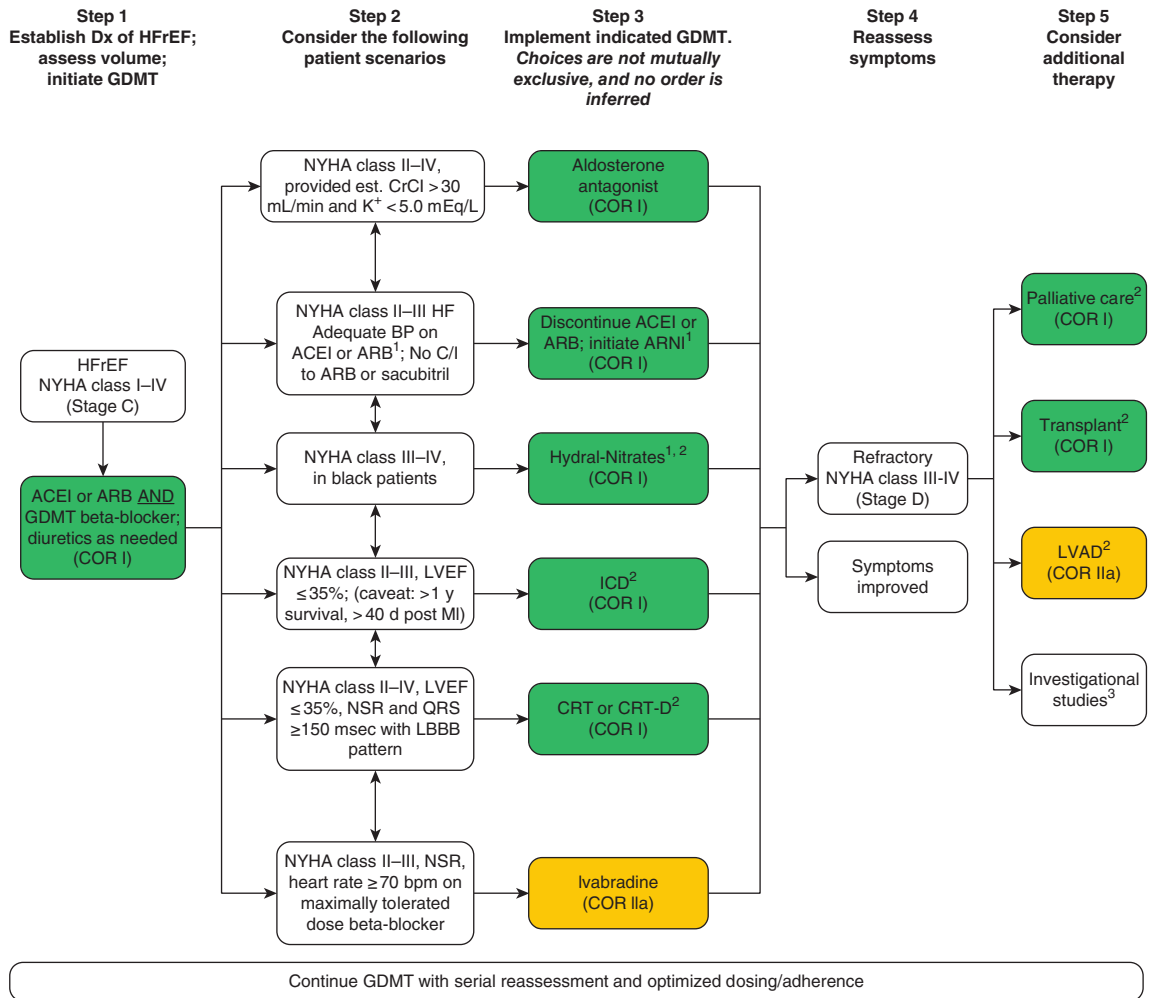 Step 1
Establish Dx of HFrEF;
assess volume;
initiate GDMT
Step 2
Consider the following
patient scenarios
Step 3
Implement indicated GDMT.
Choices are not mutually
exclusive, and no order is
inferred
Step 4
Reassess
symptoms
Step 5
Consider
additional
therapy
HFrEF
NYHA class I–IV
(Stage C)
ACEI or ARB AND
GDMT beta-blocker;
diuretics as needed
(COR I)
NYHA class II–IV,
provided est. CrCl >30
mL/min and K⁺ <5.0 mEq/L
NYHA class II–III HF
Adequate BP on
ACEI or ARB¹; No C/I
to ARB or sacubitril
NYHA class III–IV,
in black patients
NYHA class II–III, LVEF
≤35%; (caveat: >1 y
survival, >40 d post MI)
NYHA class II–IV, LVEF
≤35%, NSR and QRS
≥150 msec with LBBB
pattern
NYHA class II–III, NSR,
heart rate ≥70 bpm on
maximally tolerated
dose beta-blocker
Aldosterone
antagonist
(COR I)
Discontinue ACEI or
ARB; initiate ARNI¹
(COR I)
Hydral-Nitrates¹,²
(COR I)
ICD²
(COR I)
CRT or CRT-D²
(COR I)
Ivabradine
(COR IIa)
Refractory
NYHA class III-IV
(Stage D)
Symptoms
improved
Palliative care²
(COR I)
Transplant²
(COR I)
LVAD²
(COR IIa)
Investigational
studies³
Continue GDMT with serial reassessment and optimized dosing/adherence